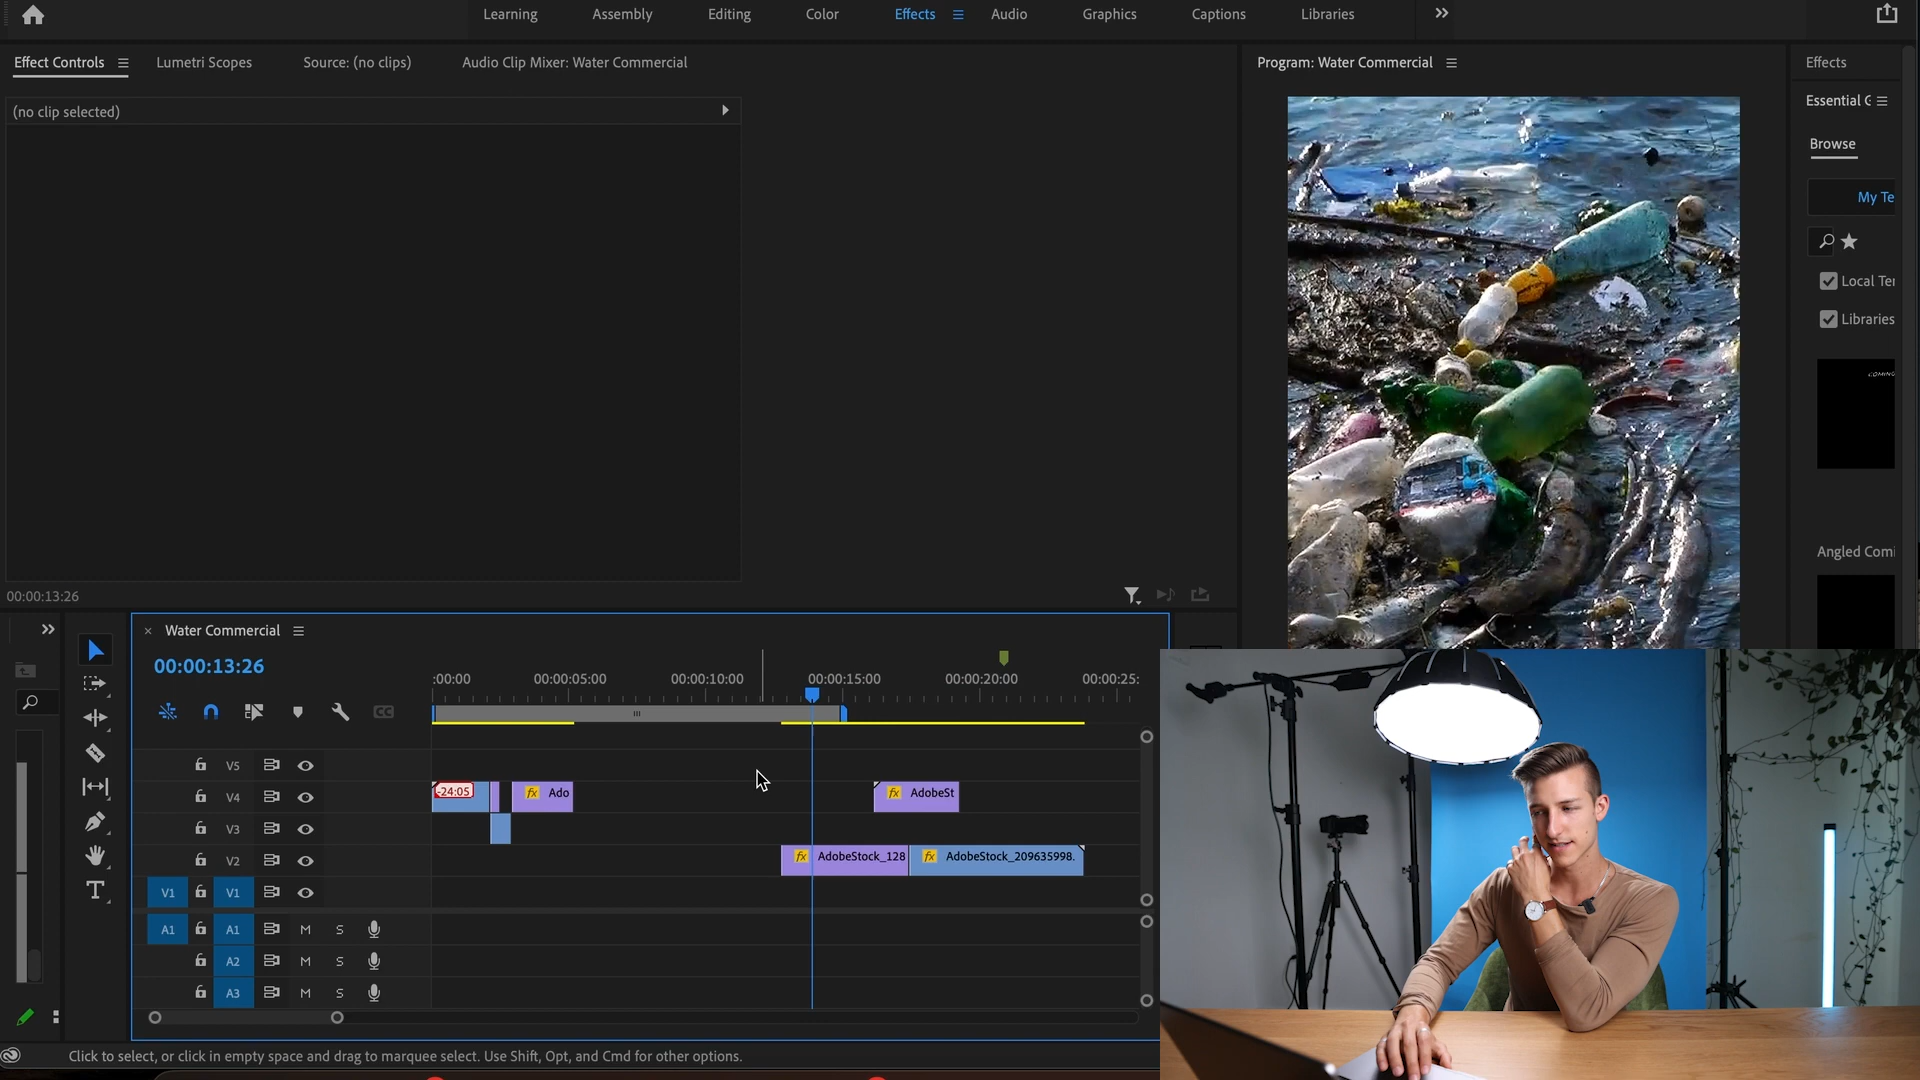 Learning Assembly Editing Color Effects Audio Graphics Captions Libraries
Effect Controls Lumetri Scopes Source: (no clips) Audio Clip Mixer: Water Commercial
Program: Water Commercial
Effects
(no clip selected)
Essential G
Browse
My Te
Local Ter
Libraries
Angled Comi
00:00:13:26
Water Commercial
00:00:13:26
:00:00 00:00:05:00 00:00:10:00 00:00:15:00 00:00:20:00 00:00:25:
CC
V5
V4 -24:05 fx Ado fx AdobeSt
V3
V2 fx AdobeStock_128 fx AdobeStock_209635998.
V1 V1
A1 A1 M S
A2 M S
A3 M S
Click to select, or click in empty space and drag to marquee select. Use Shift, Opt, and Cmd for other options.